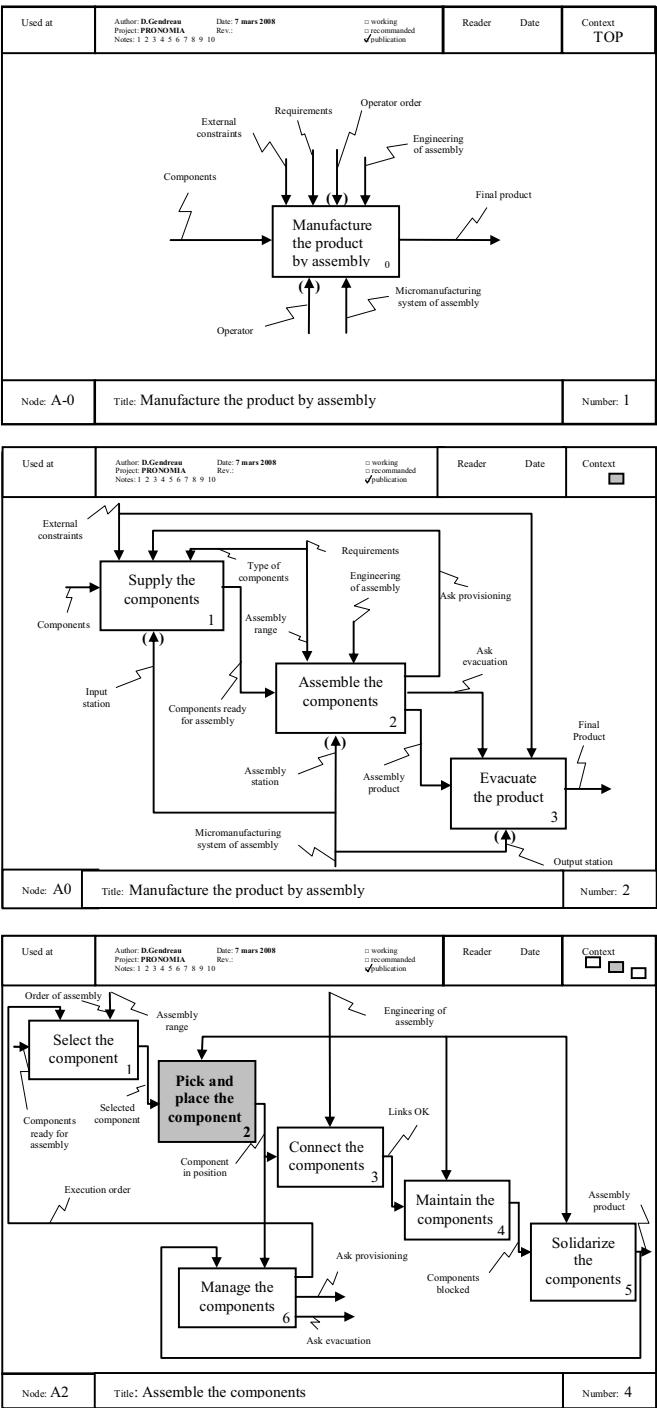 Used at
Author: D.Gendreau Date: 7 mars 2008
Project: PRONOMIA Rev.:
Notes: 1 2 3 4 5 6 7 8 9 10
□ working
□ recommanded
publication
Reader Date
Context
TOP
External
constraints
Requirements
Operator order
Engineering
of assembly
Components
Final product
( )
Manufacture
the product
by assembly
0
( )
Operator
Micromanufacturing
system of assembly
Node: A-0 Title: Manufacture the product by assembly Number: 1
Used at
Author: D.Gendreau Date: 7 mars 2008
Project: PRONOMIA Rev.:
Notes: 1 2 3 4 5 6 7 8 9 10
□ working
□ recommanded
publication
Reader Date
Context
External
constraints
Supply the
components
1
Components
Type of
components
Requirements
Engineering
of assembly
Ask provisioning
Assembly
range
Ask
evacuation
( )
Input
station
Components ready
for assembly
Assemble the
components
2
( )
Assembly
station
Assembly
product
Final
Product
Evacuate
the product
3
( )
Micromanufacturing
system of assembly
Output station
Node: A0 Title: Manufacture the product by assembly Number: 2
Used at
Author: D.Gendreau Date: 7 mars 2008
Project: PRONOMIA Rev.:
Notes: 1 2 3 4 5 6 7 8 9 10
□ working
□ recommanded
publication
Reader Date
Context
Order of assembly
Assembly
range
Engineering of
assembly
Select the
component
1
Components
ready for
assembly
Selected
component
Pick and
place the
component
2
Component
in position
Connect the
components
3
Links OK
Maintain the
components
4
Execution order
Assembly
product
Solidarize
the
components
5
Components
blocked
Manage the
components
6
Ask provisioning
Ask evacuation
Node: A2 Title: Assemble the components Number: 4